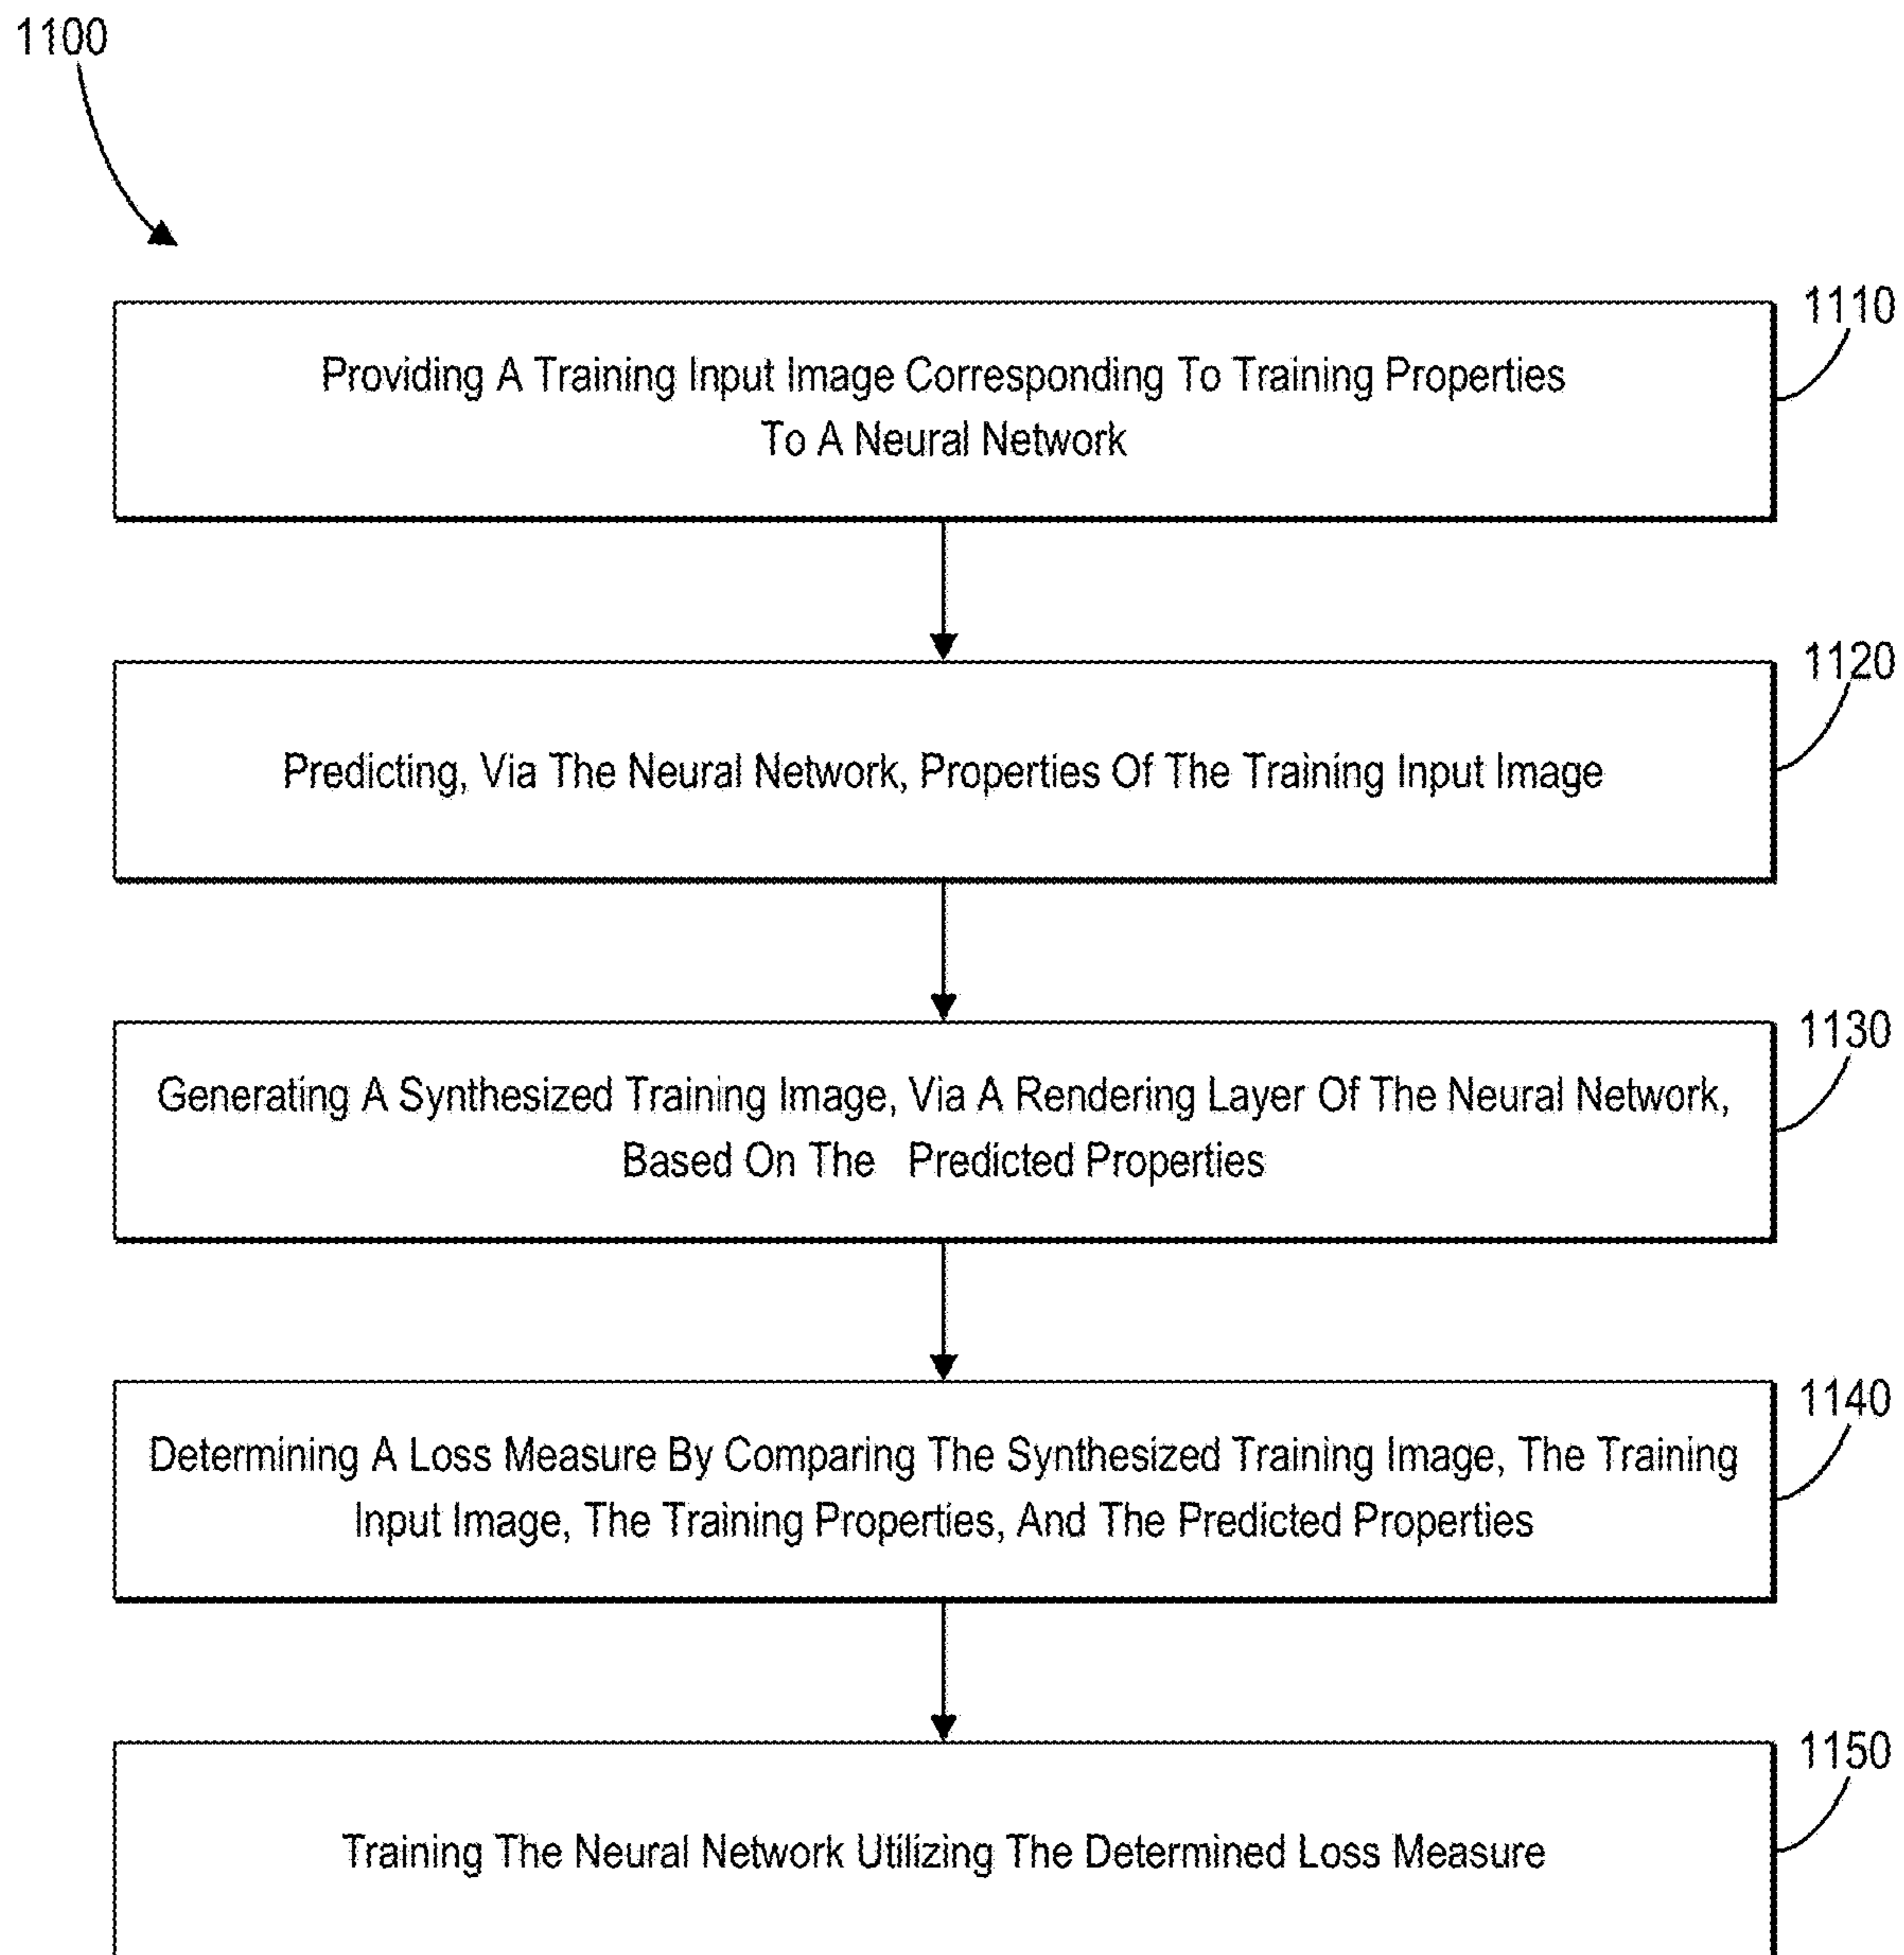 1100
1110
Providing A Training Input Image Corresponding To Training Properties
To A Neural Network
1120
Predicting, Via The Neural Network, Properties Of The Training Input Image
1130
Generating A Synthesized Training Image, Via A Rendering Layer Of The Neural Network,
Based On The Predicted Properties
1140
Determining A Loss Measure By Comparing The Synthesized Training Image, The Training
Input Image, The Training Properties, And The Predicted Properties
1150
Training The Neural Network Utilizing The Determined Loss Measure